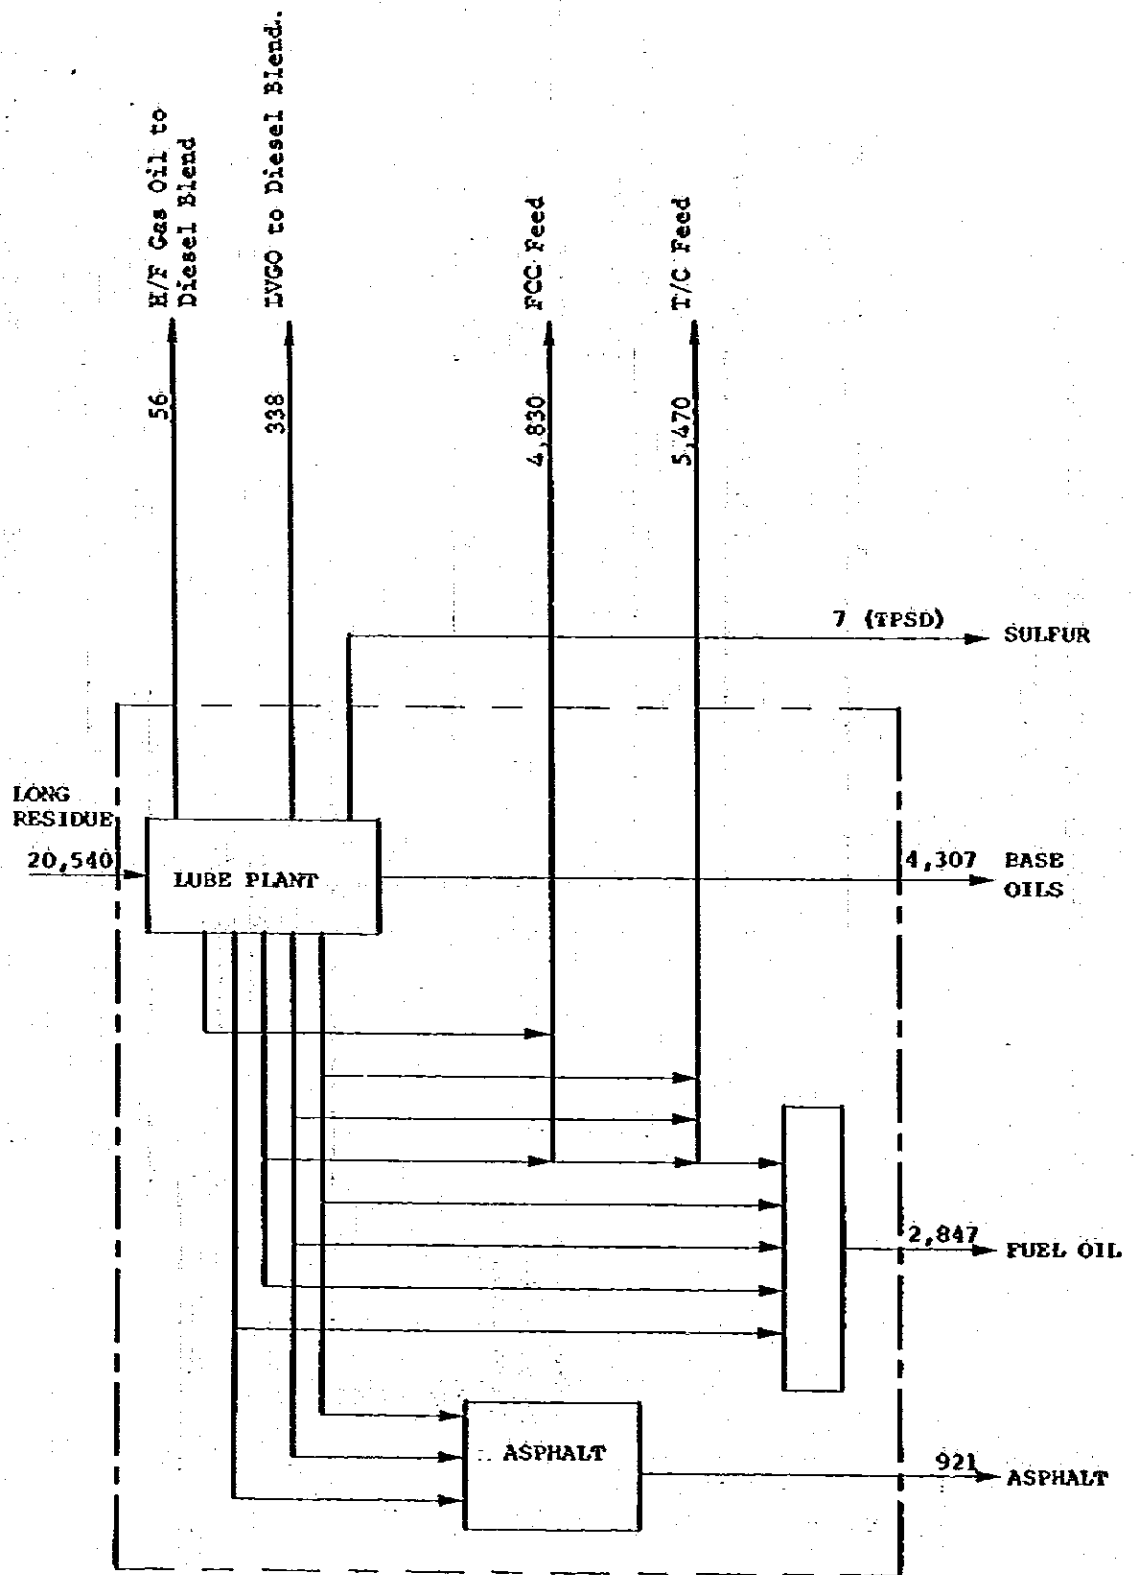 H/F Gas Oil to
Diesel Blend
56
LVGO to Diesel Blend.
338
FCC Feed
4,830
T/C Feed
5,470
7 (TPSD)
SULFUR
LONG
RESIDUE
20,540
LUBE PLANT
4,307
BASE
OILS
2,847
FUEL OIL
ASPHALT
921
ASPHALT